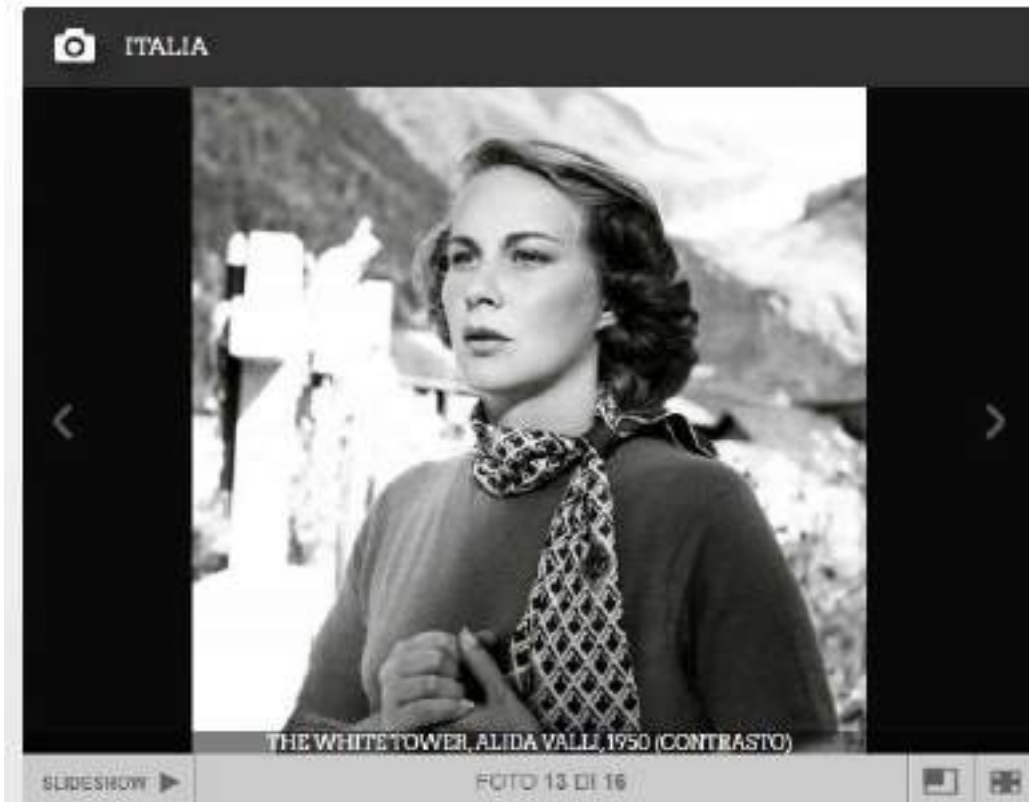 ITALIA
THE WHITE TOWER, ALIDA VALLI, 1950 (CONTRASTO)
SLIDESHOW
FOTO 13 DI 16